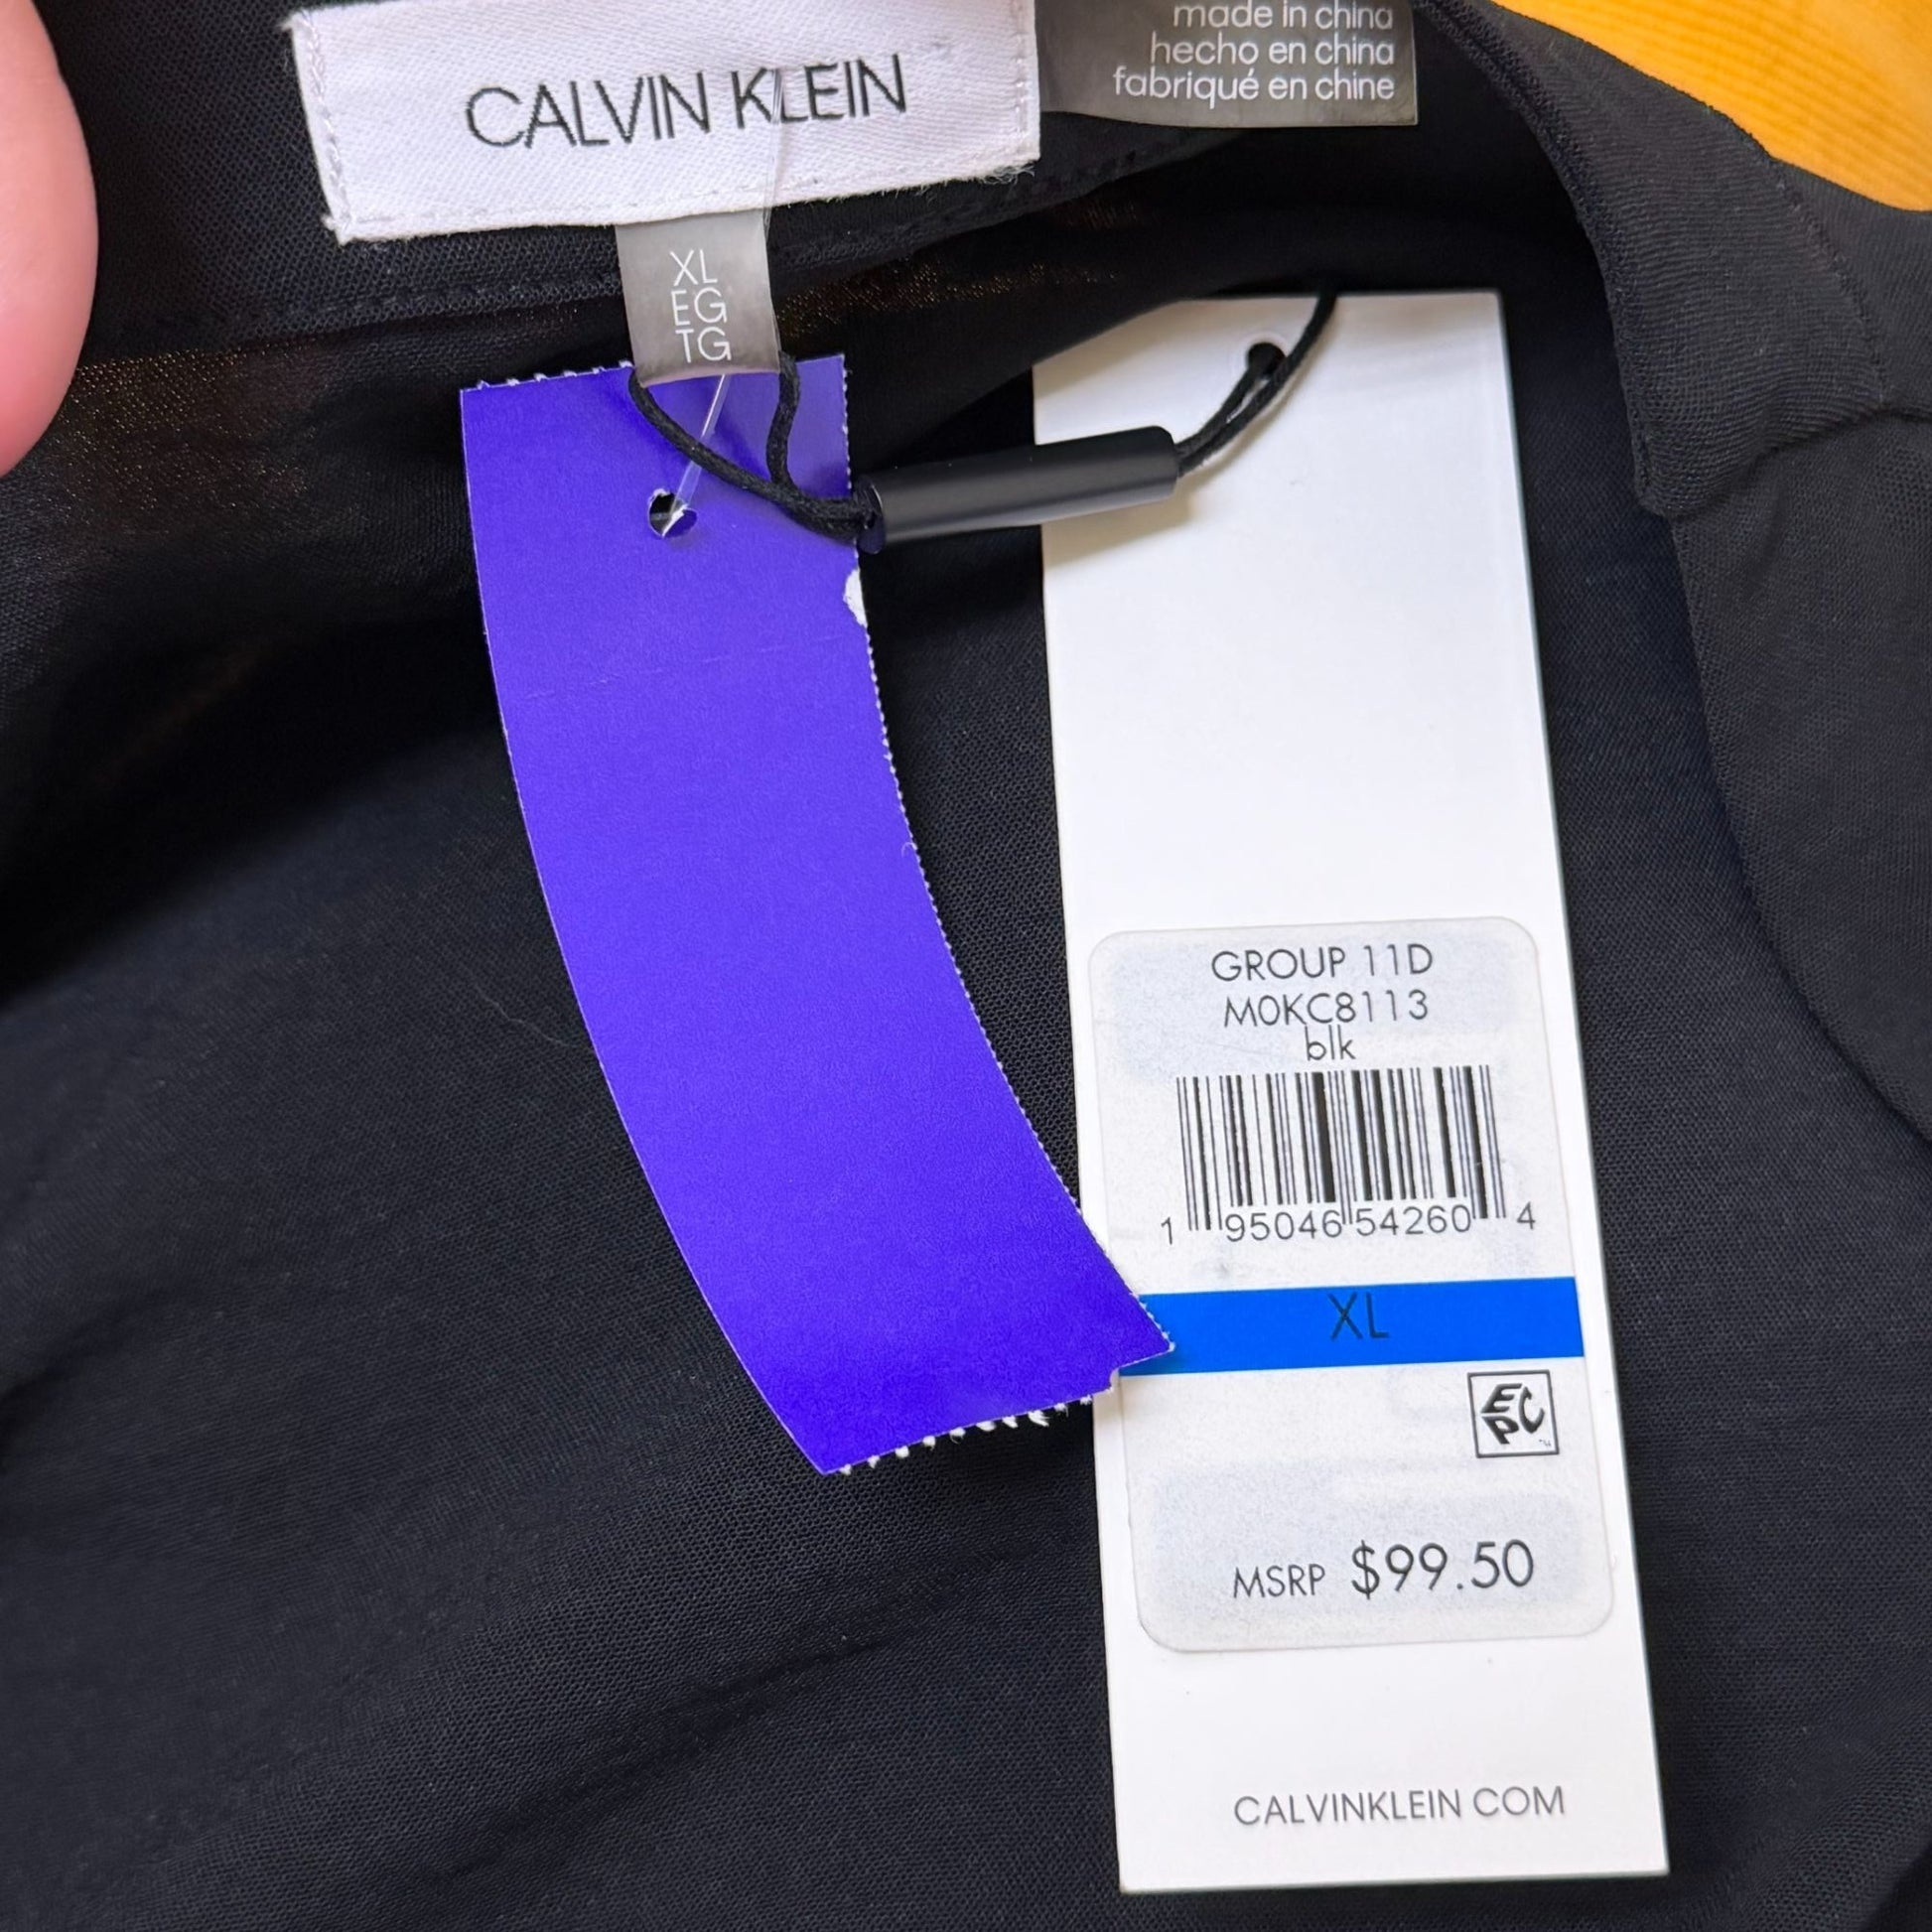 CALVIN KLEIN
made in china
hecho en china
fabriqué en chine
XL
EG
TG
GROUP 11D
M0KC8113
blk
1 95046 54260 4
XL
EPC
MSRP $99.50
CALVINKLEIN COM